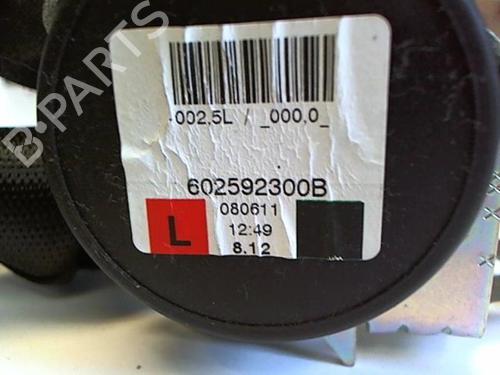 B-PARTS
-002,5L / _000,0_
602592300B
080611
L
12:49
8.12